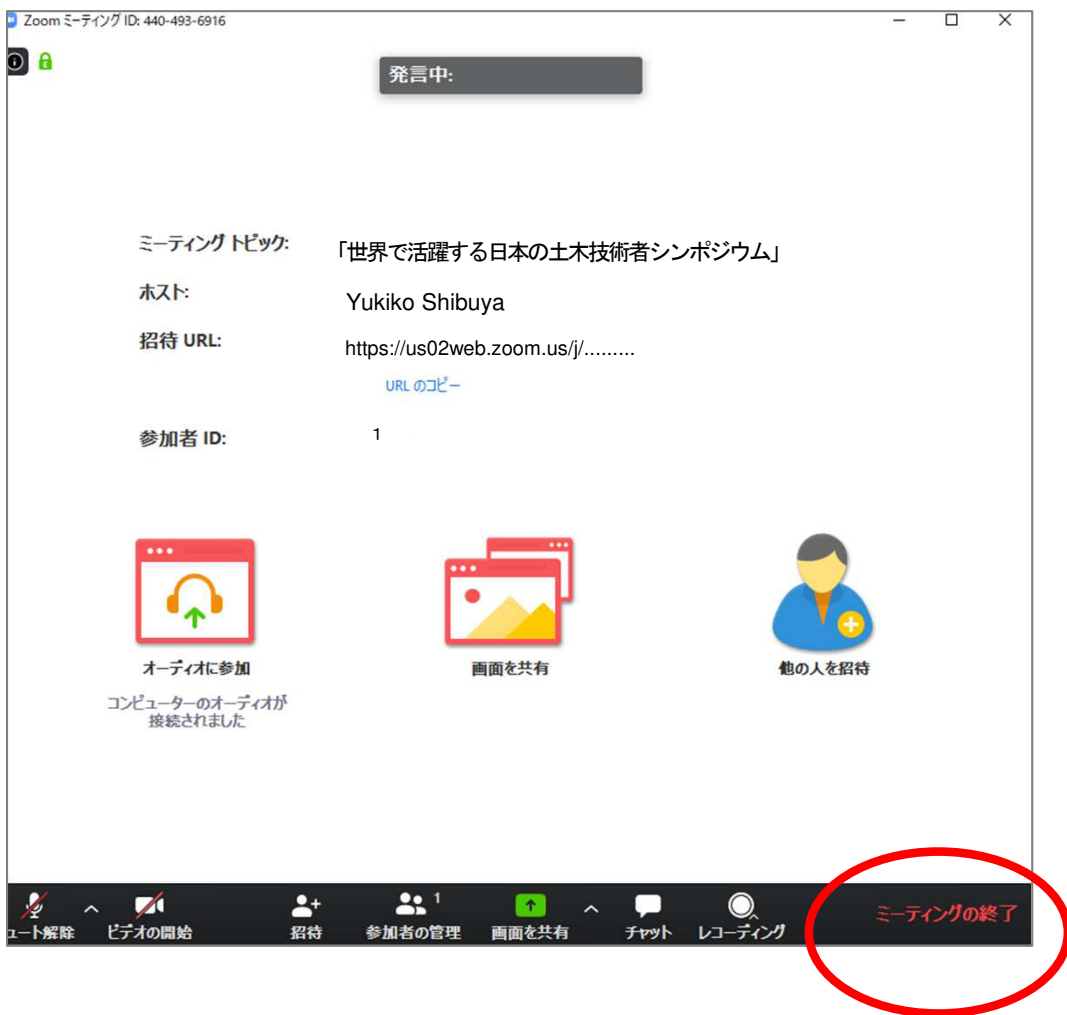 Zoom ミーティング ID: 440-493-6916
発言中:
ミーティング トピック: 「世界で活躍する日本の土木技術者シンポジウム」
ホスト: Yukiko Shibuya
招待 URL: https://us02web.zoom.us/j/.........
URL のコピー
参加者 ID: 1
オーディオに参加 画面を共有 他の人を招待
コンピューターのオーディオが
接続されました
1
ュート解除 ビデオの開始 招待 参加者の管理 画面を共有 チャット レコーディング ミーティングの終了